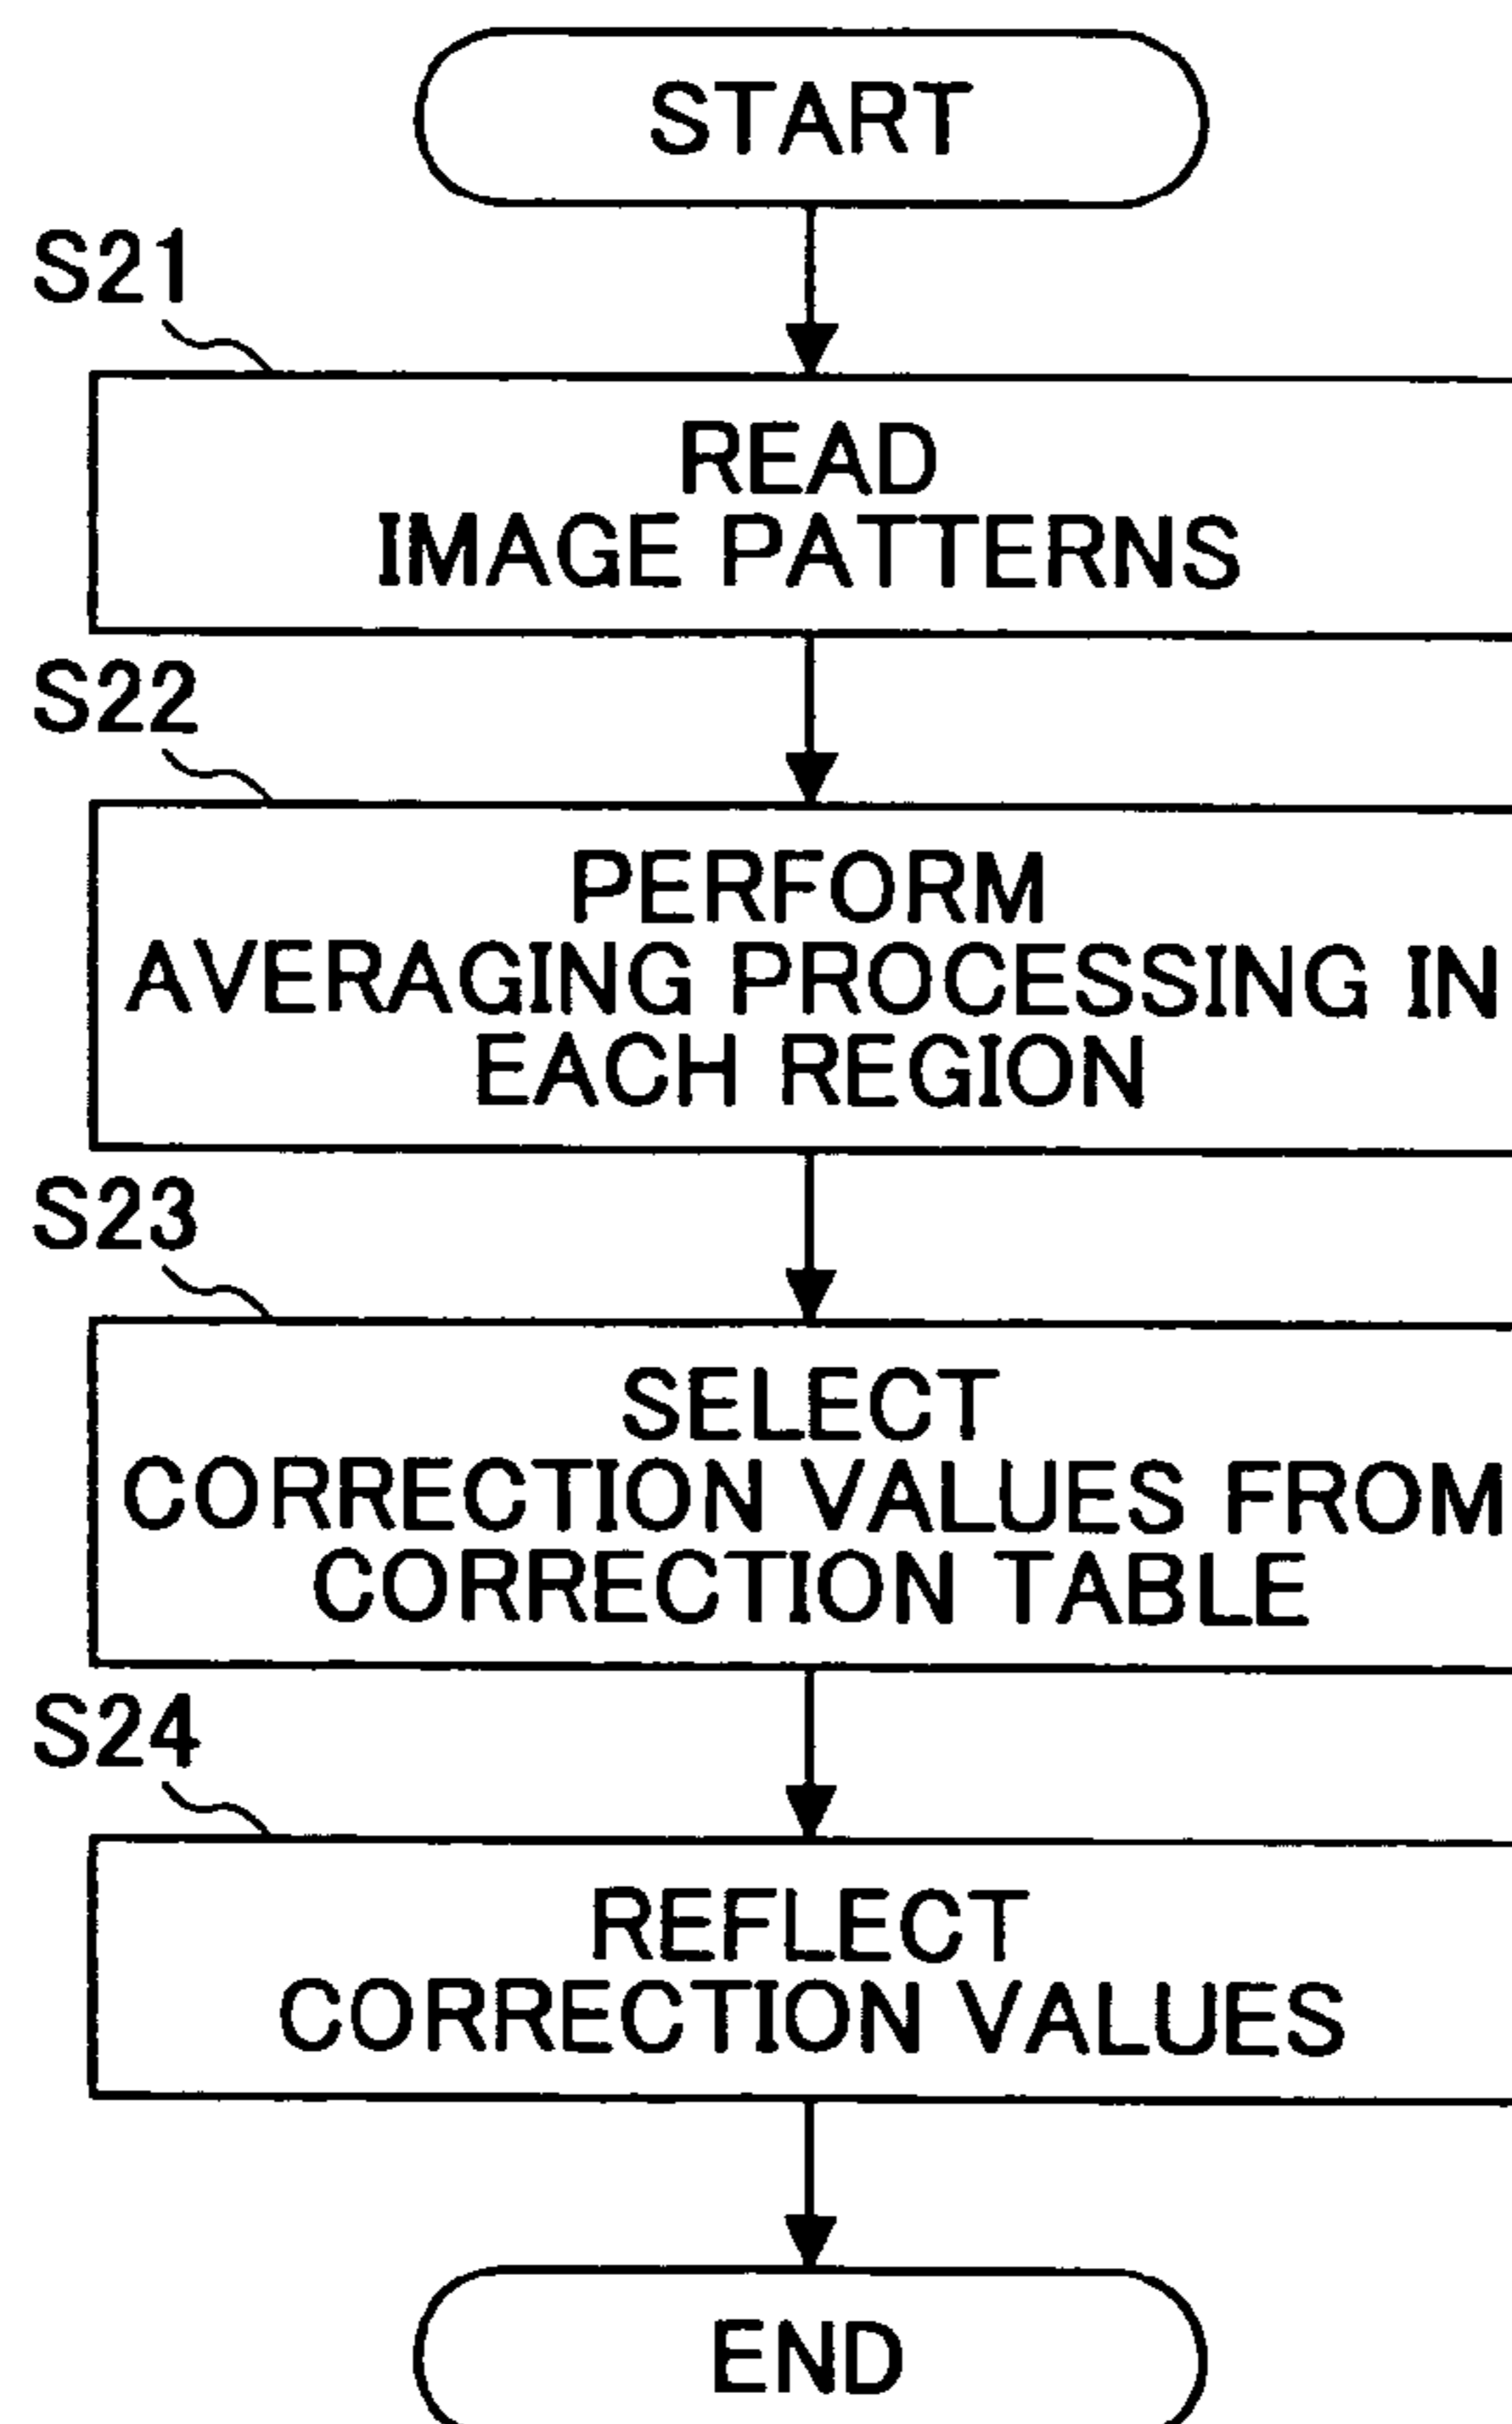 START
S21
READ
IMAGE PATTERNS
S22
PERFORM
AVERAGING PROCESSING IN
EACH REGION
S23
SELECT
CORRECTION VALUES FROM
CORRECTION TABLE
S24
REFLECT
CORRECTION VALUES
END